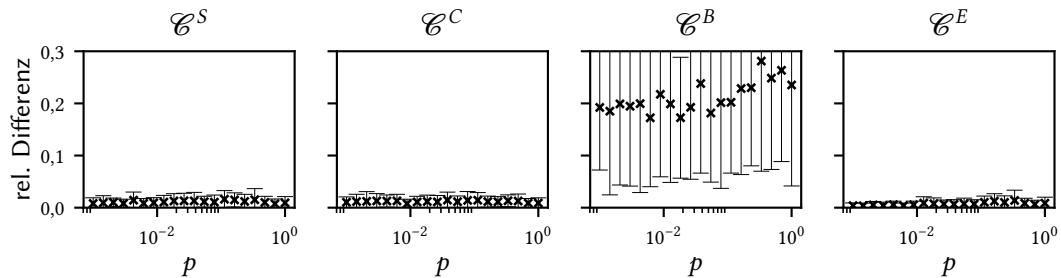 𝒞^S 𝒞^C 𝒞^B 𝒞^E
rel. Differenz
0,3
0,2
0,1
0,0
10^−2 10^0 10^−2 10^0 10^−2 10^0 10^−2 10^0
p p p p